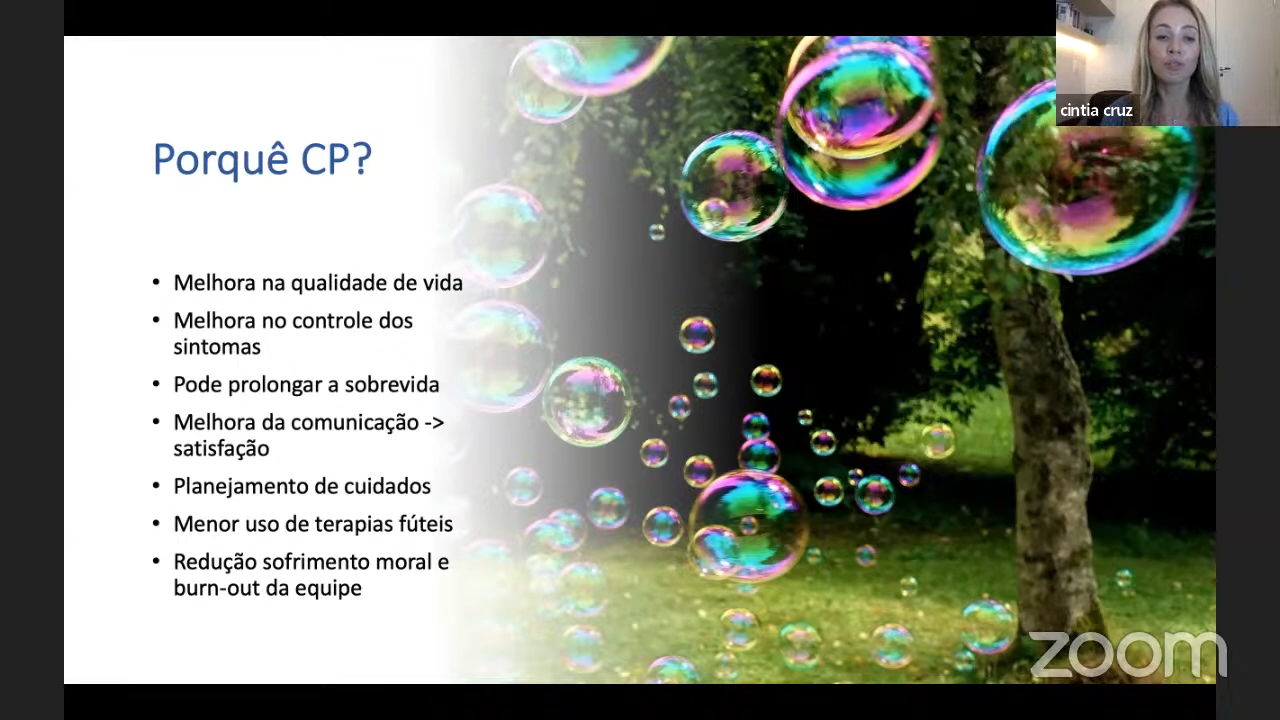 cintia cruz
Porquê CP?
• Melhora na qualidade de vida
• Melhora no controle dos
sintomas
• Pode prolongar a sobrevida
• Melhora da comunicação ->
satisfação
• Planejamento de cuidados
• Menor uso de terapias fúteis
• Redução sofrimento moral e
burn-out da equipe
zoom